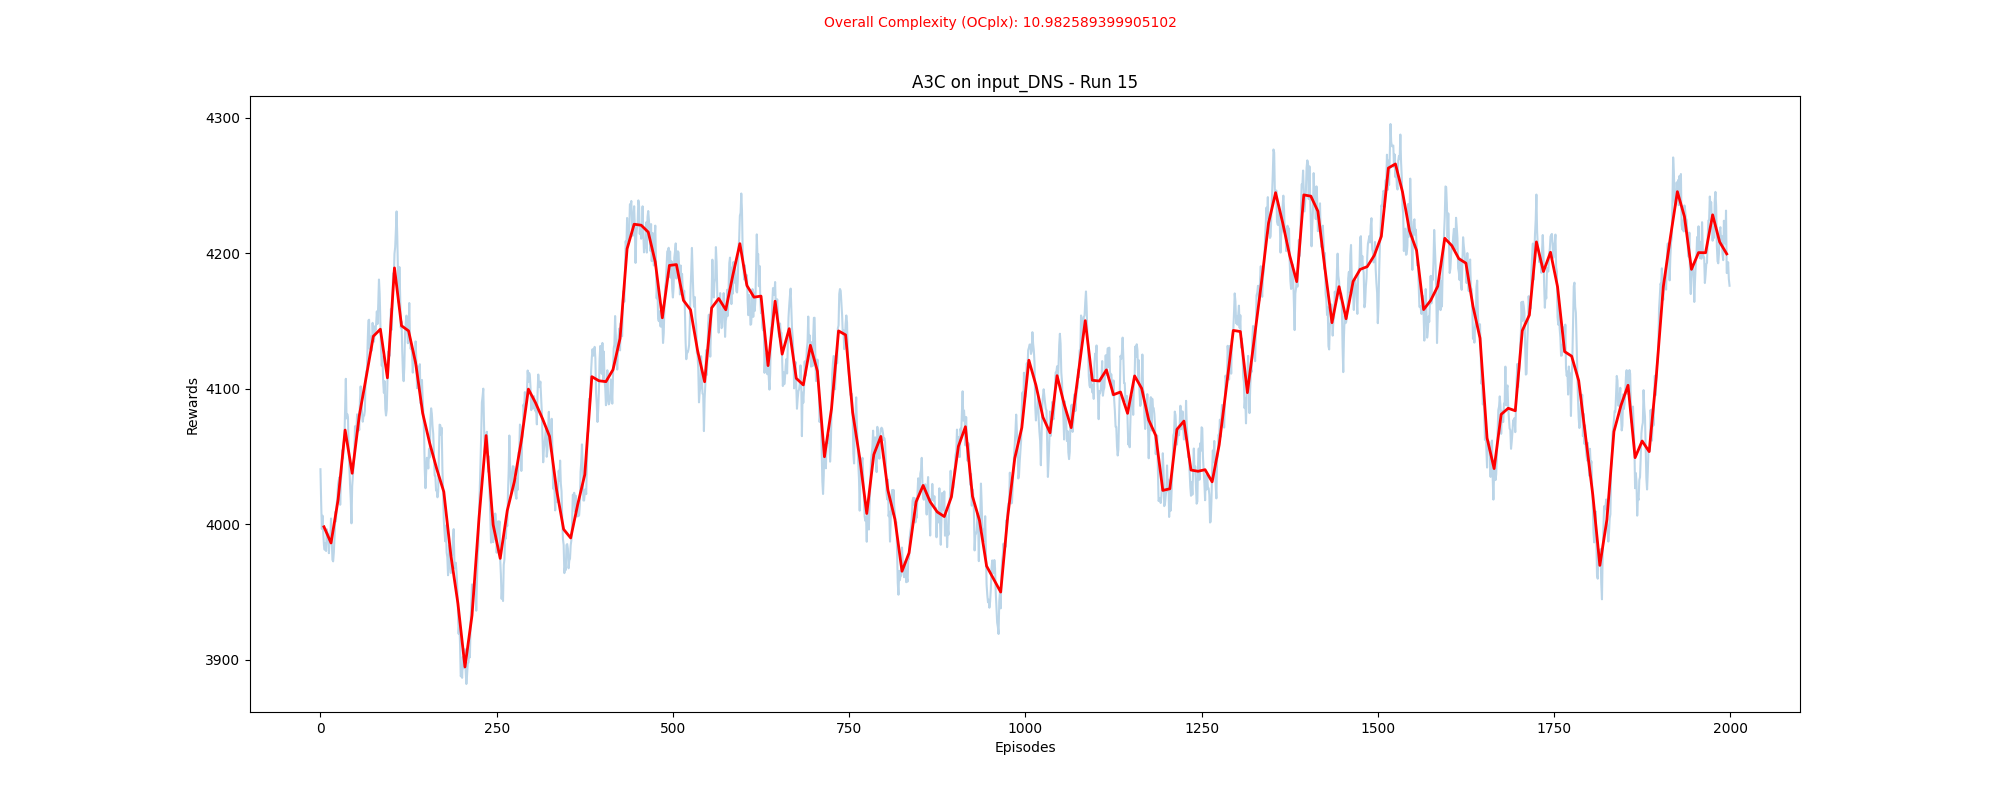 Overall Complexity (OCplx): 10.982589399905102
A3C on input_DNS - Run 15
4300
4200
4100
4000
3900
Rewards
0 250 500 750 1000 1250 1500 1750 2000
Episodes